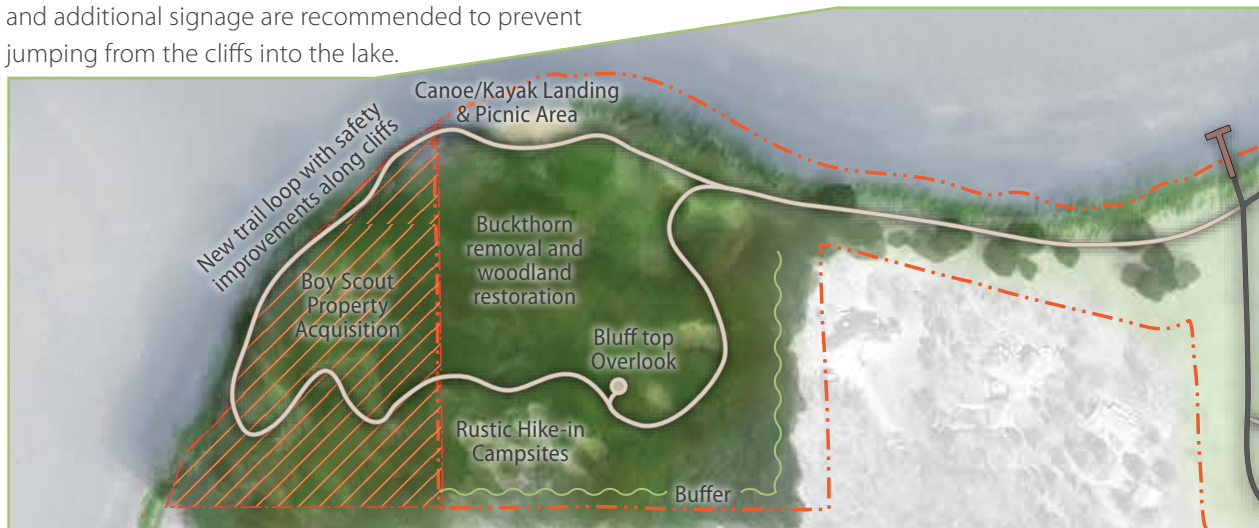 and additional signage are recommended to prevent
jumping from the cliffs into the lake.
Canoe/Kayak Landing
& Picnic Area
New trail loop with safety
improvements along cliffs
Buckthorn
removal and
woodland
restoration
Boy Scout
Property
Acquisition
Bluff top
Overlook
Rustic Hike-in
Campsites
Buffer